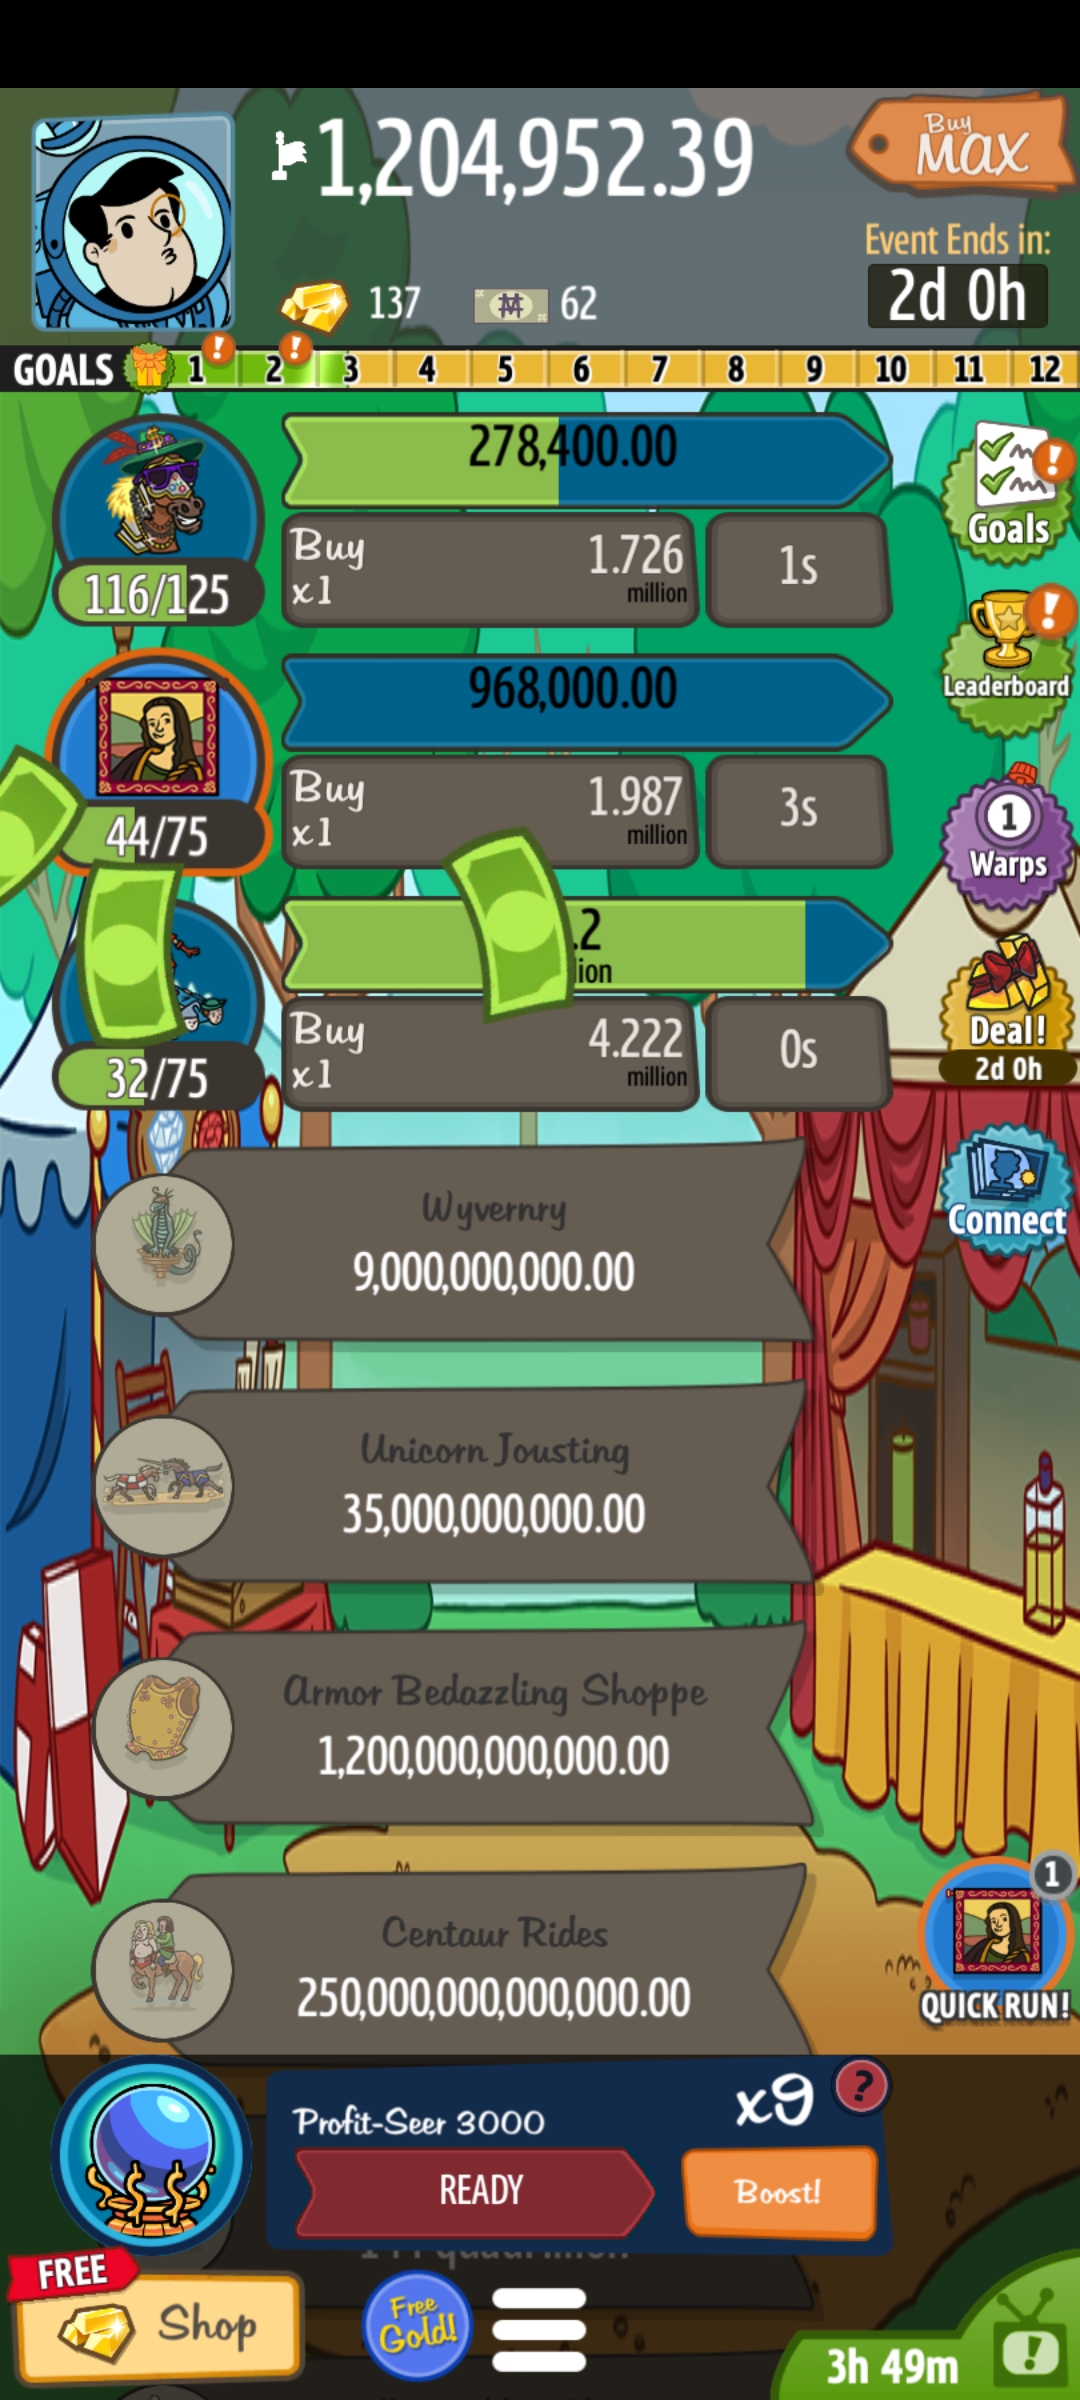 1,204,952.39
Buy
MAX
Event Ends in:
2d 0h
137
62
GOALS 1 ! 2 ! 3 4 5 6 7 8 9 10 11 12
278,400.00
116/125
Buy
x1
1.726
million
1s
!
Goals
968,000.00
44/75
Buy
x1
1.987
million
3s
!
Leaderboard
1
Warps
.2
32/75
Buy
x1
4.222
million
0s
Deal!
2d 0h
Connect
Wyvernry
9,000,000,000.00
Unicorn Jousting
35,000,000,000.00
Armor Bedazzling Shoppe
1,200,000,000,000.00
Centaur Rides
250,000,000,000,000.00
1
QUICK RUN!
Profit-Seer 3000
x9
?
READY
Boost!
FREE
Shop
Free
Gold!
3h 49m
!